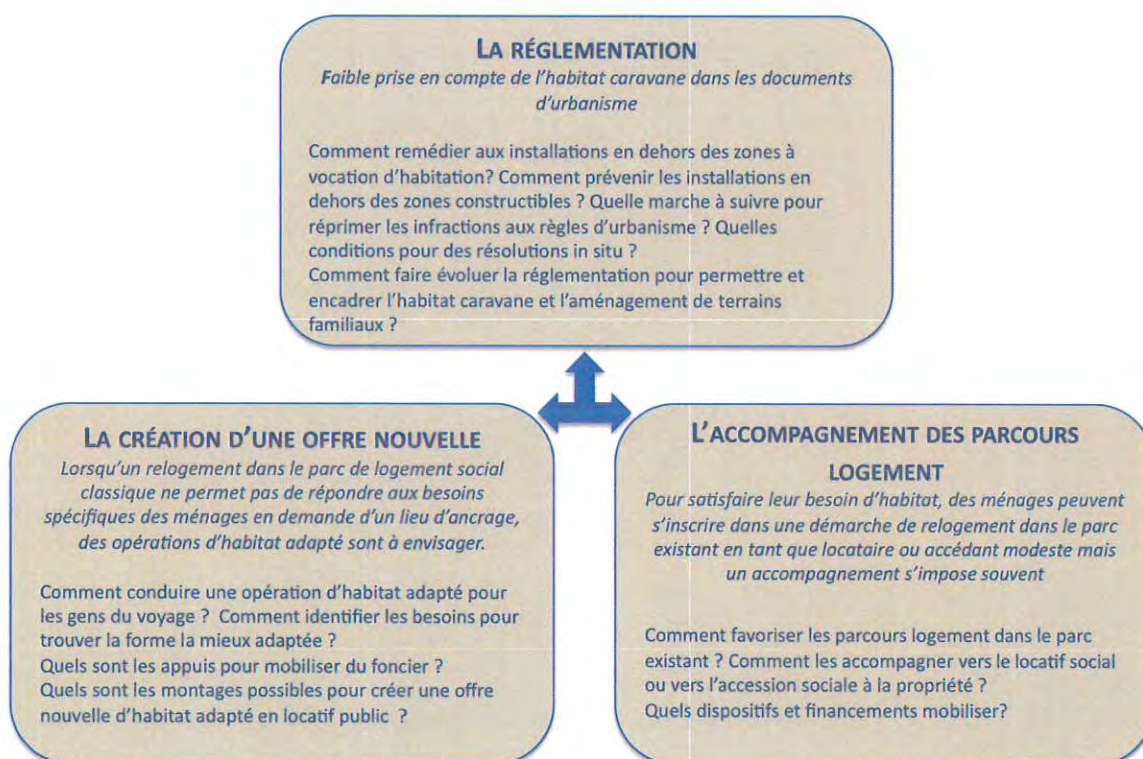 LA RÉGLEMENTATION
Faible prise en compte de l'habitat caravane dans les documents
d'urbanisme
Comment remédier aux installations en dehors des zones à
vocation d'habitation? Comment prévenir les installations en
dehors des zones constructibles ? Quelle marche à suivre pour
réprimer les infractions aux règles d'urbanisme ? Quelles
conditions pour des résolutions in situ ?
Comment faire évoluer la réglementation pour permettre et
encadrer l'habitat caravane et l'aménagement de terrains
familiaux ?
LA CRÉATION D'UNE OFFRE NOUVELLE
Lorsqu'un relogement dans le parc de logement social
classique ne permet pas de répondre aux besoins
spécifiques des ménages en demande d'un lieu d'ancrage,
des opérations d'habitat adapté sont à envisager.
Comment conduire une opération d'habitat adapté pour
les gens du voyage ? Comment identifier les besoins pour
trouver la forme la mieux adaptée ?
Quels sont les appuis pour mobiliser du foncier ?
Quels sont les montages possibles pour créer une offre
nouvelle d'habitat adapté en locatif public ?
L'ACCOMPAGNEMENT DES PARCOURS
LOGEMENT
Pour satisfaire leur besoin d'habitat, des ménages peuvent
s'inscrire dans une démarche de relogement dans le parc
existant en tant que locataire ou accédant modeste mais
un accompagnement s'impose souvent
Comment favoriser les parcours logement dans le parc
existant ? Comment les accompagner vers le locatif social
ou vers l'accession sociale à la propriété ?
Quels dispositifs et financements mobiliser?